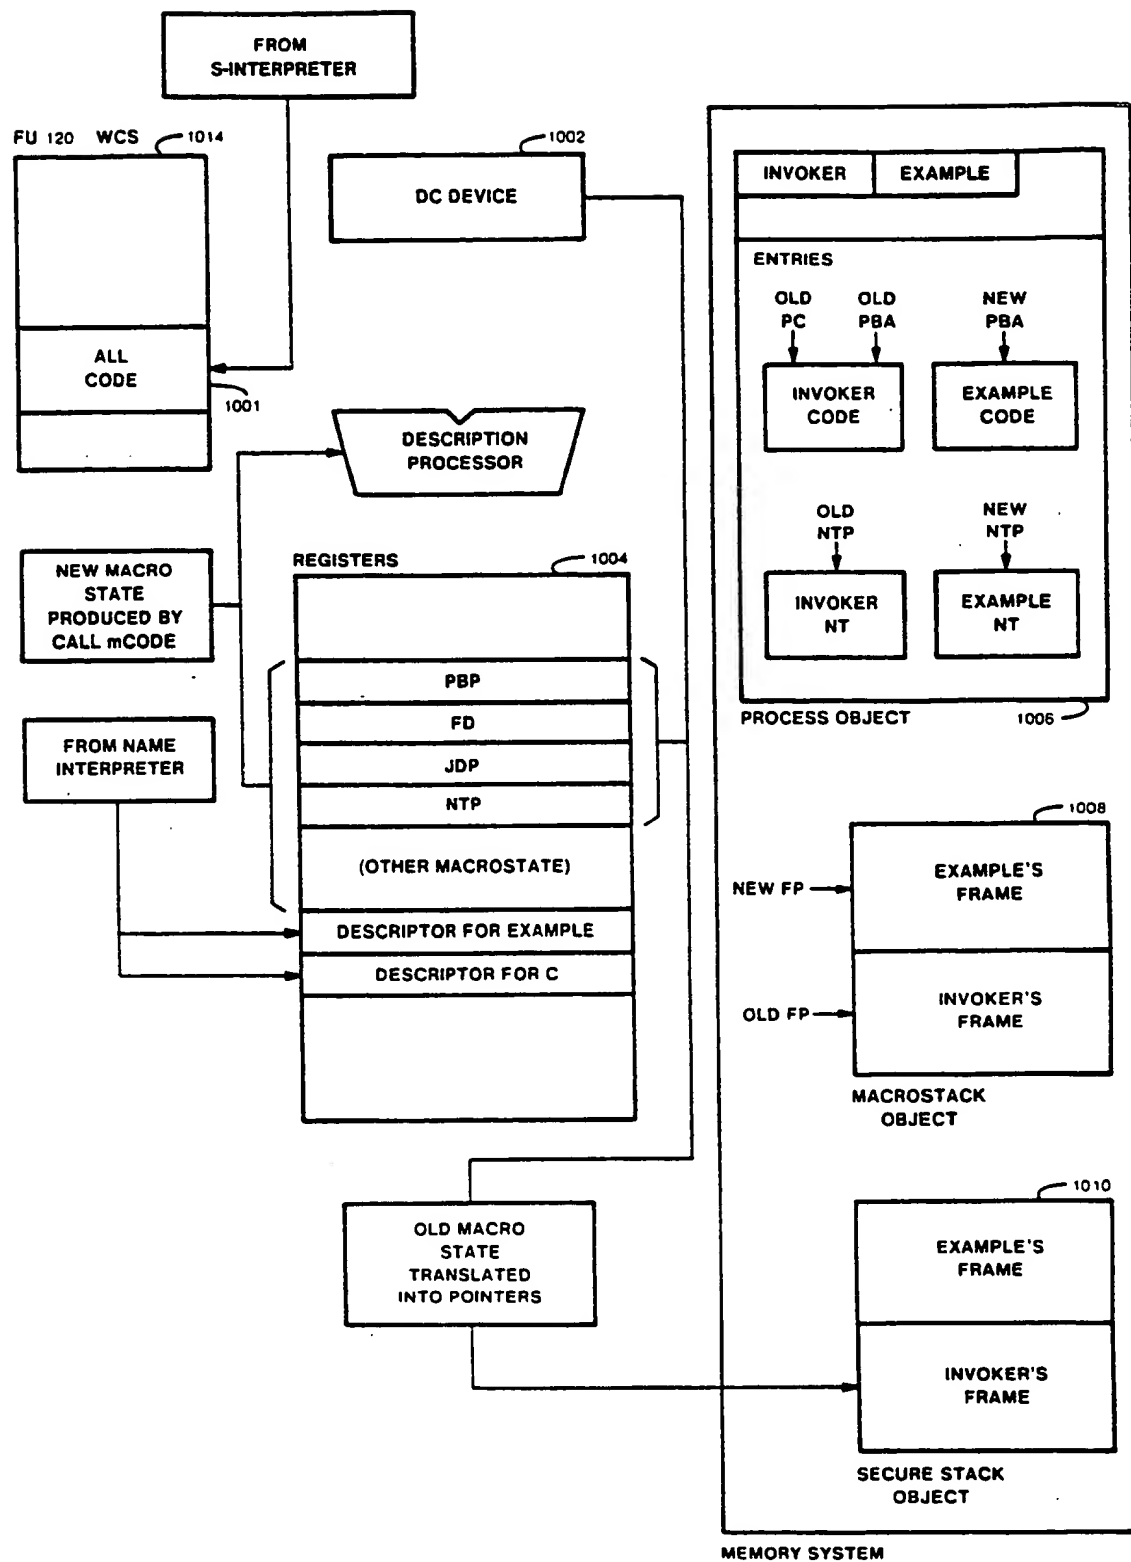 FROM
S-INTERPRETER
FU 120 WCS
1014
1002
DC DEVICE
INVOKER
EXAMPLE
ENTRIES
OLD
PC
OLD
PBA
NEW
PBA
ALL
CODE
1001
INVOKER
CODE
EXAMPLE
CODE
DESCRIPTION
PROCESSOR
OLD
NTP
NEW
NTP
REGISTERS
1004
NEW MACRO
STATE
PRODUCED BY
CALL mCODE
INVOKER
NT
EXAMPLE
NT
PBP
FD
JDP
NTP
PROCESS OBJECT
1006
FROM NAME
INTERPRETER
(OTHER MACROSTATE)
DESCRIPTOR FOR EXAMPLE
DESCRIPTOR FOR C
1008
EXAMPLE'S
FRAME
NEW FP
INVOKER'S
FRAME
OLD FP
MACROSTACK
OBJECT
1010
OLD MACRO
STATE
TRANSLATED
INTO POINTERS
EXAMPLE'S
FRAME
INVOKER'S
FRAME
SECURE STACK
OBJECT
MEMORY SYSTEM